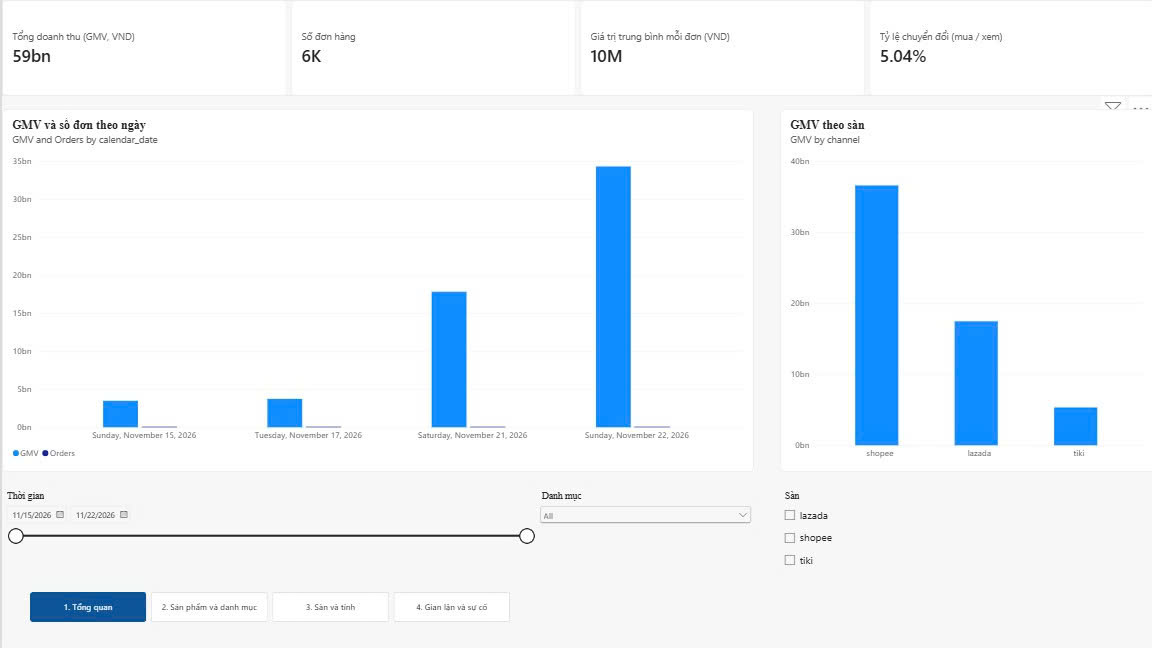 Tổng doanh thu (GMV, VND)
59bn
Số đơn hàng
6K
Giá trị trung bình mỗi đơn (VND)
10M
Tỷ lệ chuyển đổi (mua / xem)
5.04%
GMV và số đơn theo ngày
GMV and Orders by calendar_date
35bn
30bn
25bn
20bn
15bn
10bn
5bn
0bn
Sunday, November 15, 2026
Tuesday, November 17, 2026
Saturday, November 21, 2026
Sunday, November 22, 2026
GMV
Orders
GMV theo sàn
GMV by channel
40bn
30bn
20bn
10bn
0bn
shopee
lazada
tiki
Thời gian
11/15/2026
11/22/2026
Danh mục
All
Sàn
lazada
shopee
tiki
1. Tổng quan
2. Sản phẩm và danh mục
3. Sàn và tỉnh
4. Gian lận và sự cố